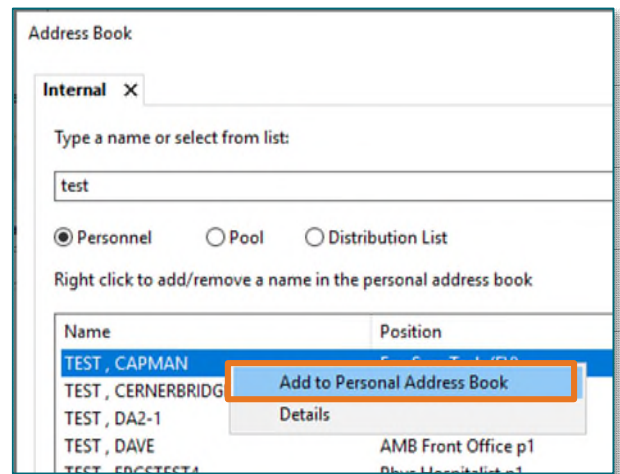 Address Book
Internal X
Type a name or select from list:
test
Personnel Pool Distribution List
Right click to add/remove a name in the personal address book
Name Position
TEST , CAPMAN
Add to Personal Address Book
TEST , CERNERBRIDG
Details
TEST , DA2-1
TEST , DAVE AMB Front Office p1